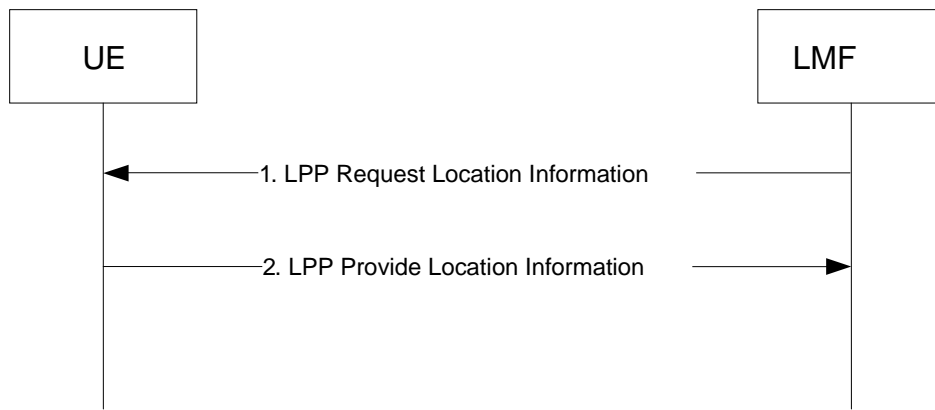 UE
LMF
1. LPP Request Location Information
2. LPP Provide Location Information